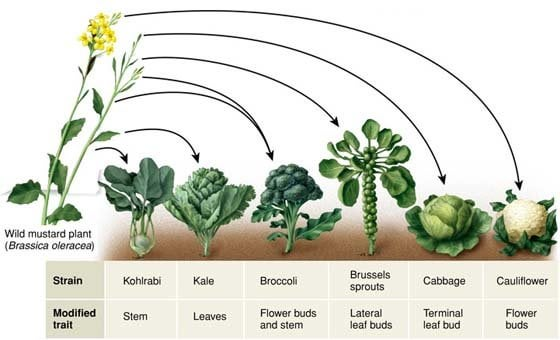 Wild mustard plant
(Brassica oleracea)
Strain
Kohlrabi
Kale
Broccoli
Brussels
sprouts
Cabbage
Cauliflower
Modified
trait
Stem
Leaves
Flower buds
and stem
Lateral
leaf buds
Terminal
leaf bud
Flower
buds